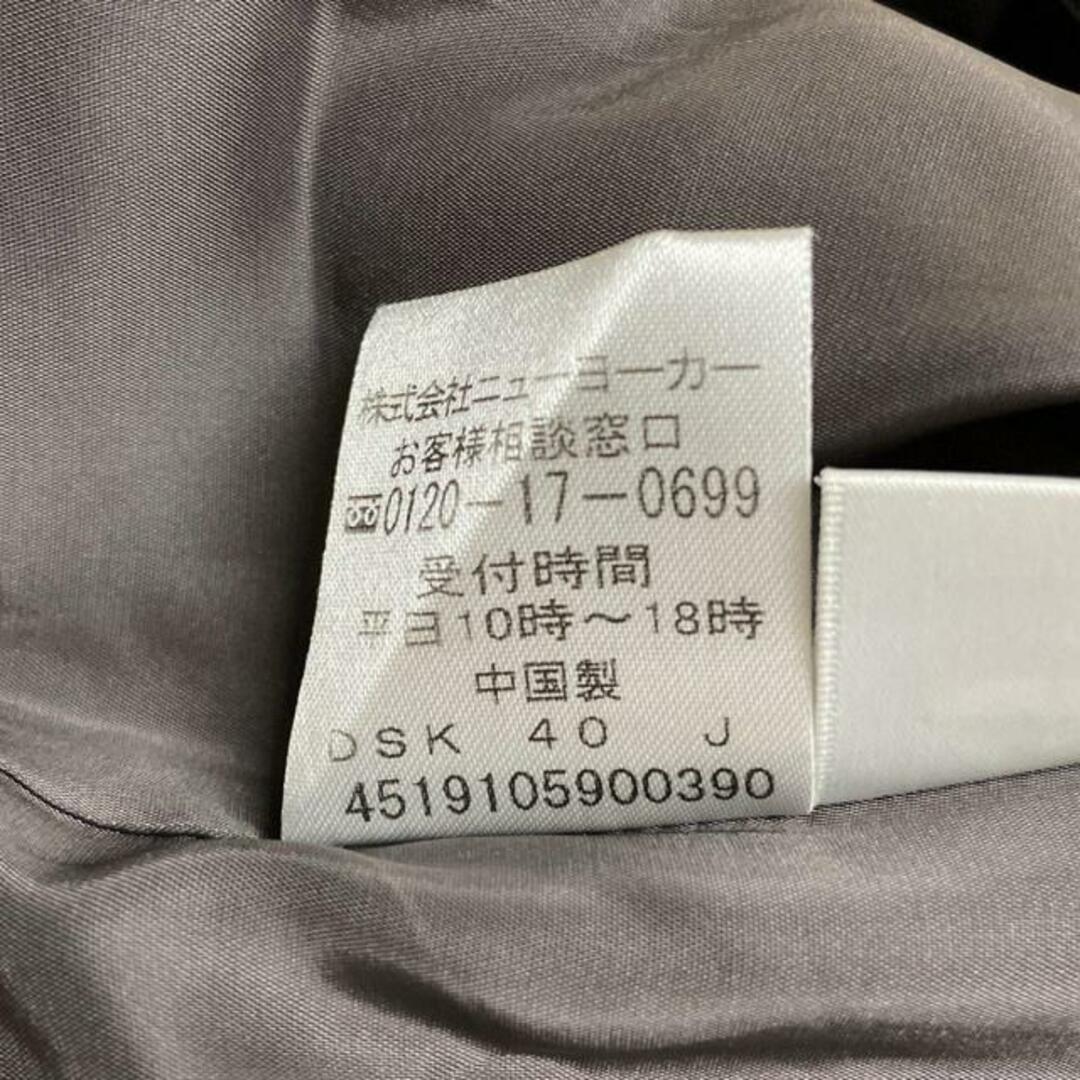 株式会社ニューヨーカー
お客様相談窓口
0120-17-0699
受付時間
平日10時～18時
中国製
DSK 40 J
4519105900390